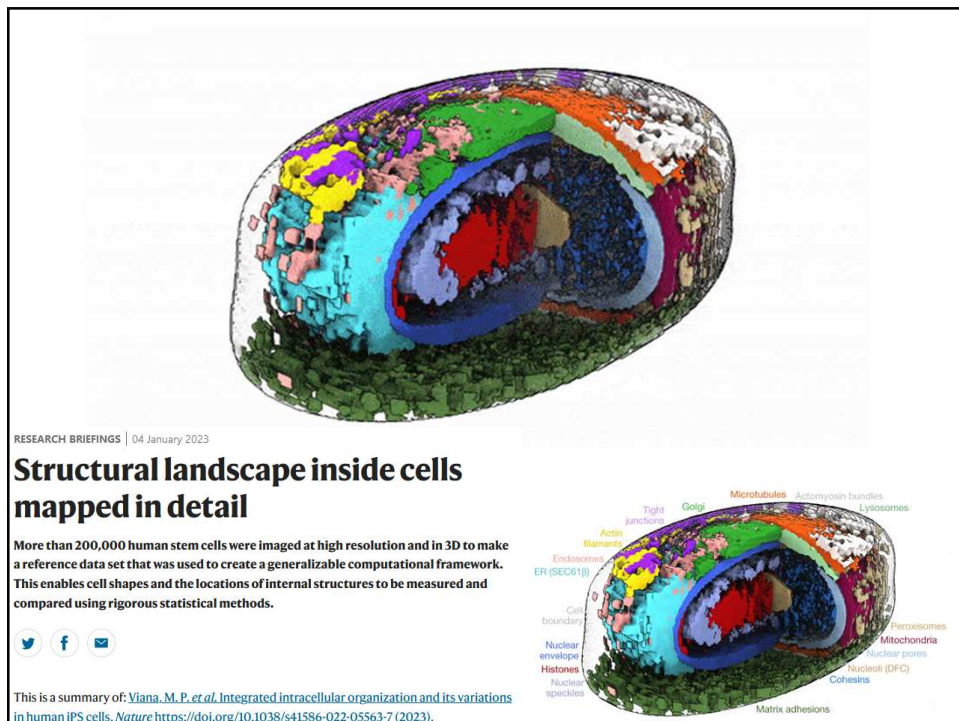 RESEARCH BRIEFINGS | 04 January 2023
Structural landscape inside cells
mapped in detail
More than 200,000 human stem cells were imaged at high resolution and in 3D to make
a reference data set that was used to create a generalizable computational framework.
This enables cell shapes and the locations of internal structures to be measured and
compared using rigorous statistical methods.
This is a summary of: Viana, M. P. et al. Integrated intracellular organization and its variations
in human iPS cells. Nature https://doi.org/10.1038/s41586-022-05563-7 (2023).
Microtubules
Actomyosin bundles
Lysosomes
Golgi
Tight
junctions
Actin
filaments
Endosomes
ER (SEC61β)
Cell
boundary
Nuclear
envelope
Histones
Nuclear
speckles
Peroxisomes
Mitochondria
Nuclear pores
Nucleoli (DFC)
Cohesins
Matrix adhesions